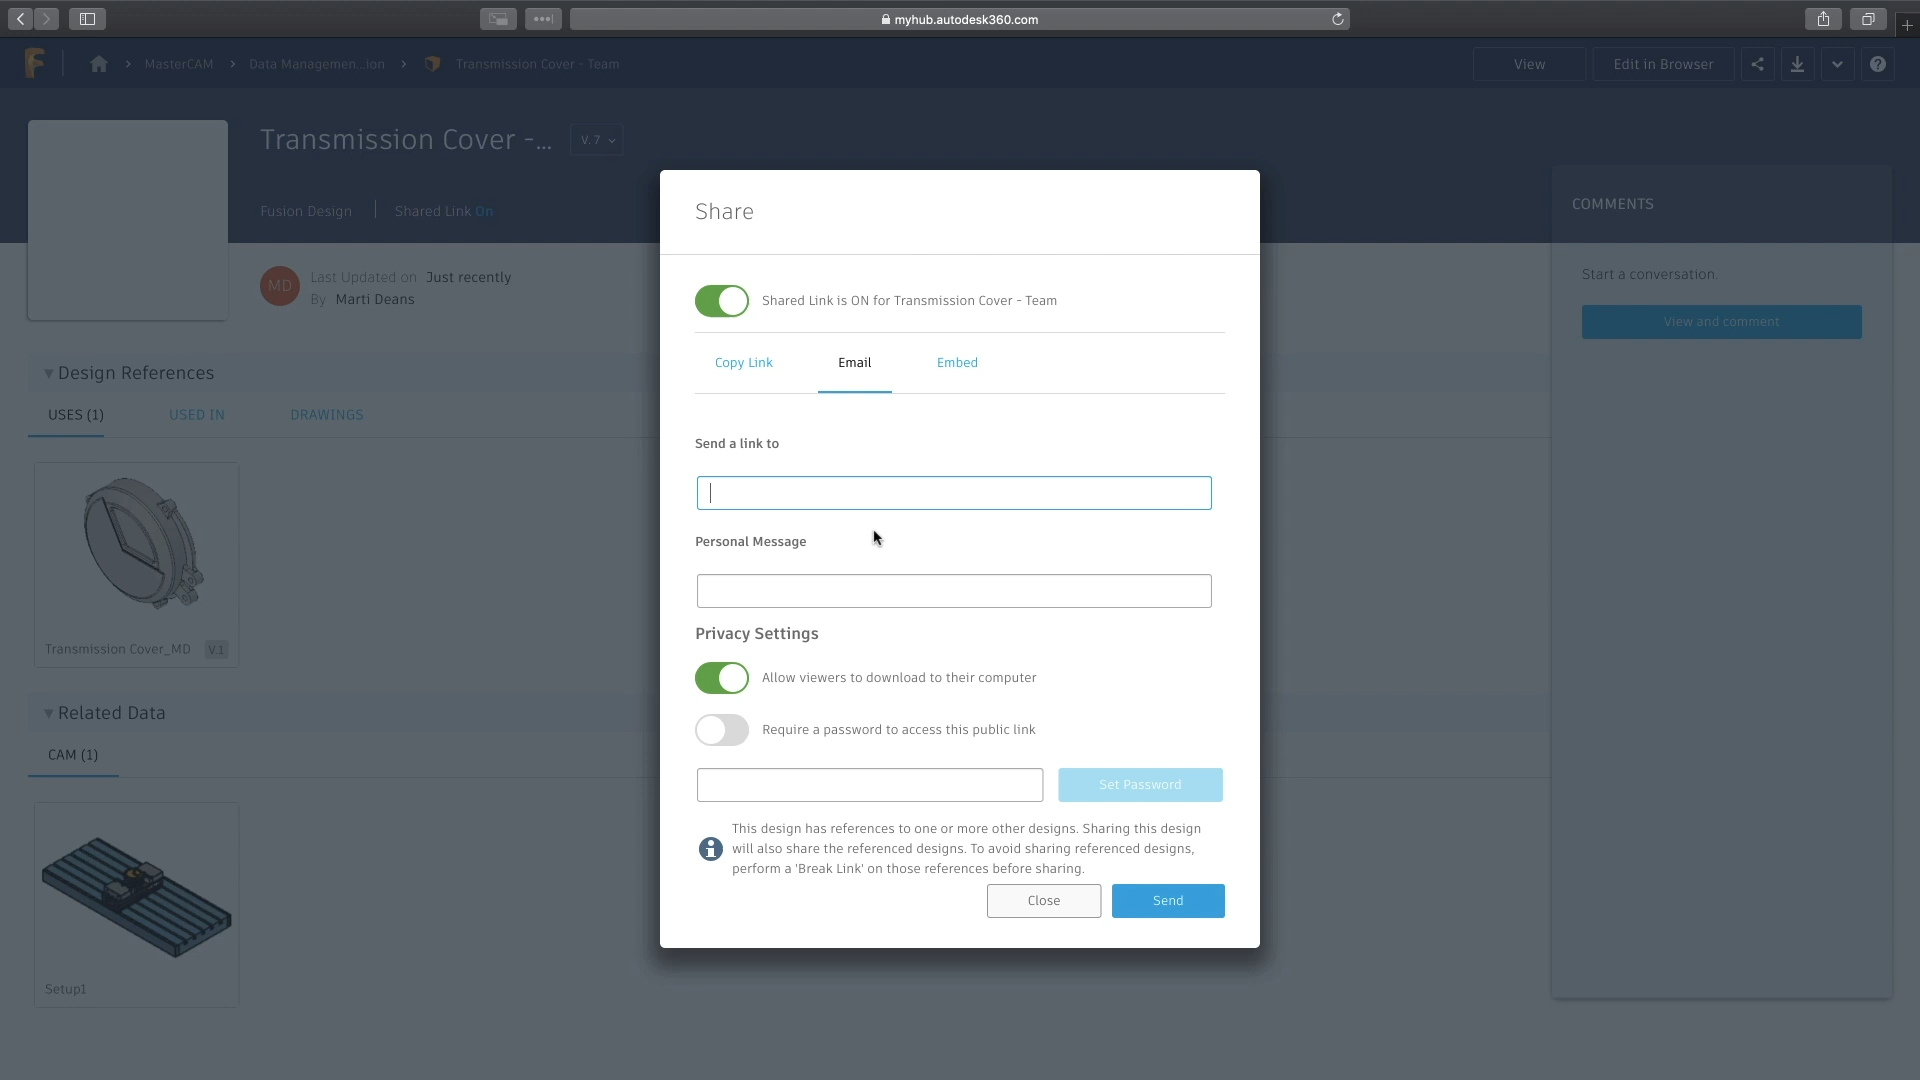 myhub.autodesk360.com
MasterCAM
Data Managemen...ion
Transmission Cover - Team
View
Edit in Browser
Transmission Cover -...
V. 7
Fusion Design
Shared Link On
MD
Last Updated on Just recently
By Marti Deans
Design References
USES (1)
USED IN
DRAWINGS
Transmission Cover_MD
V.1
Related Data
CAM (1)
Setup1
Share
Shared Link is ON for Transmission Cover - Team
Copy Link
Email
Embed
Send a link to
Personal Message
Privacy Settings
Allow viewers to download to their computer
Require a password to access this public link
Set Password
This design has references to one or more other designs. Sharing this design
will also share the referenced designs. To avoid sharing referenced designs,
perform a 'Break Link' on those references before sharing.
Close
Send
COMMENTS
Start a conversation.
View and comment